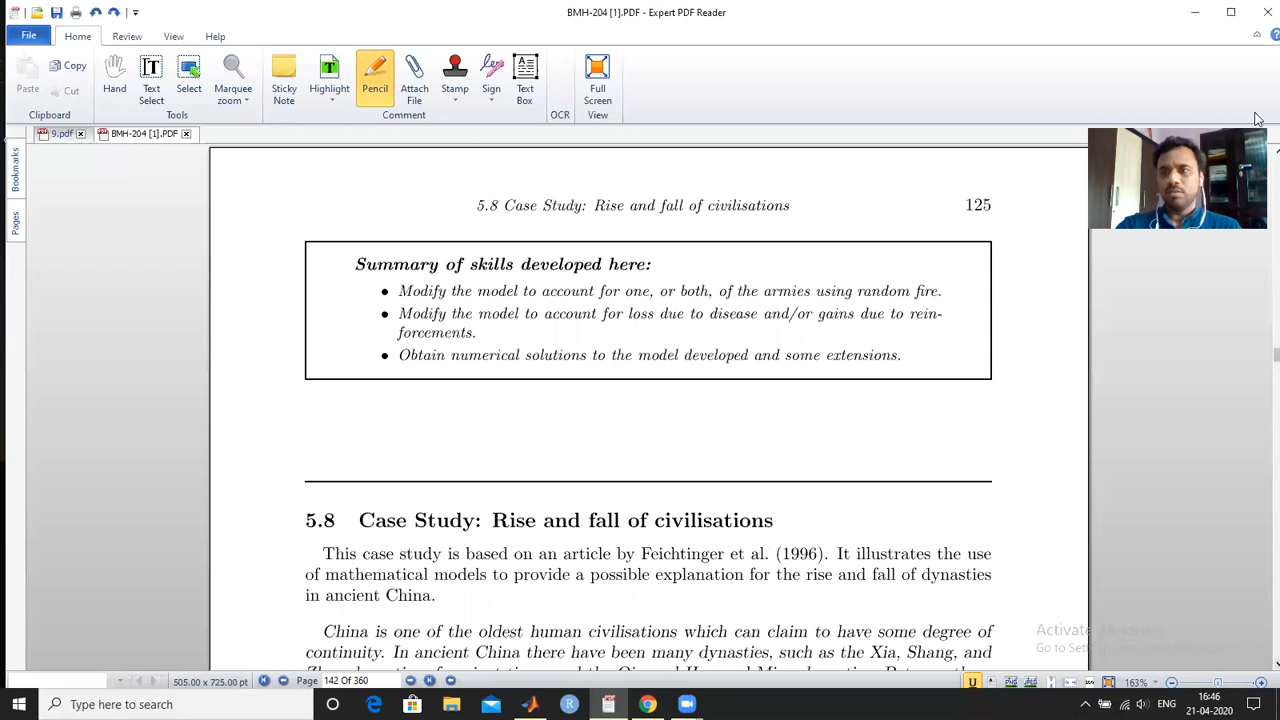 BMH-204 [1].PDF - Expert PDF Reader
File Home Review View Help
Paste Copy Cut Hand Text Select Select Marquee zoom Sticky Note Highlight Pencil Attach File Stamp Sign Text Box Full Screen
Clipboard Tools Comment OCR View
9.pdf BMH-204 [1].PDF
Bookmarks
Pages
5.8 Case Study: Rise and fall of civilisations 125
Summary of skills developed here:
• Modify the model to account for one, or both, of the armies using random fire.
• Modify the model to account for loss due to disease and/or gains due to rein-
forcements.
• Obtain numerical solutions to the model developed and some extensions.
5.8 Case Study: Rise and fall of civilisations
This case study is based on an article by Feichtinger et al. (1996). It illustrates the use
of mathematical models to provide a possible explanation for the rise and fall of dynasties
in ancient China.
China is one of the oldest human civilisations which can claim to have some degree of
continuity. In ancient China there have been many dynasties, such as the Xia, Shang, and
Activate Windows
505.00 x 725.00 pt Page 142 Of 360 163%
Type here to search
ENG
16:46
21-04-2020